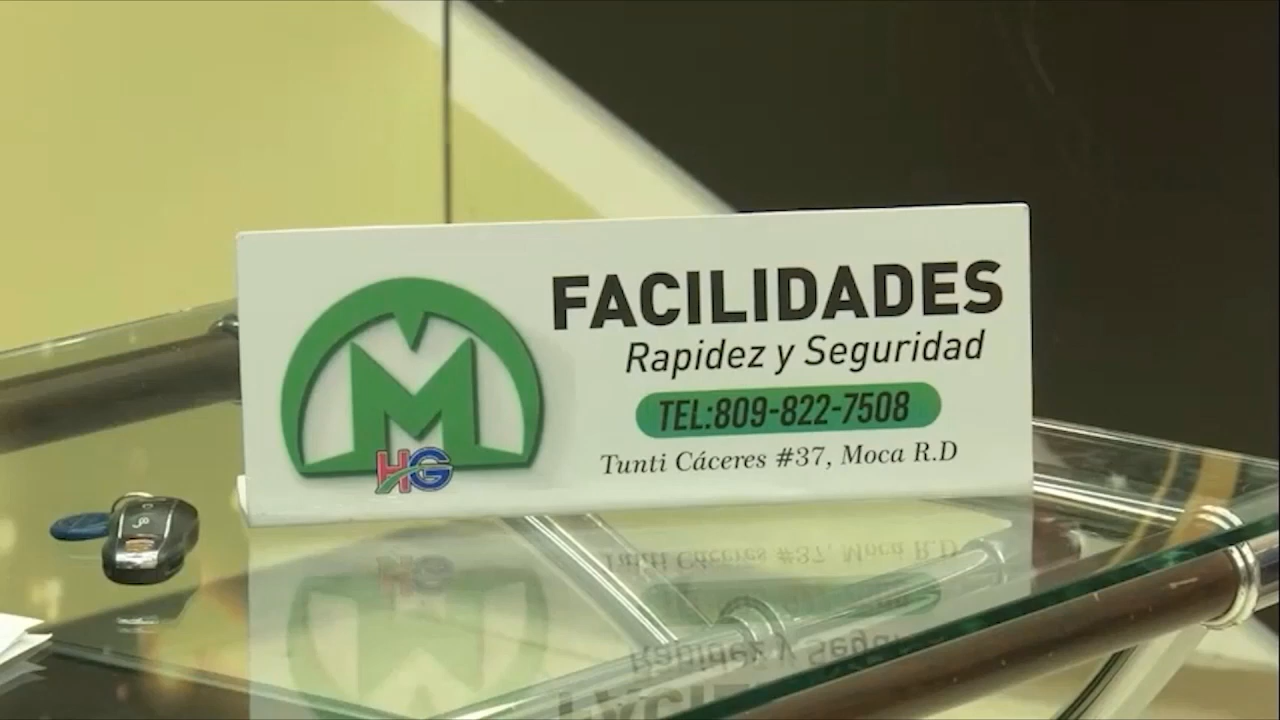 M
HG
FACILIDADES
Rapidez y Seguridad
TEL:809-822-7508
Tunti Cáceres #37, Moca R.D